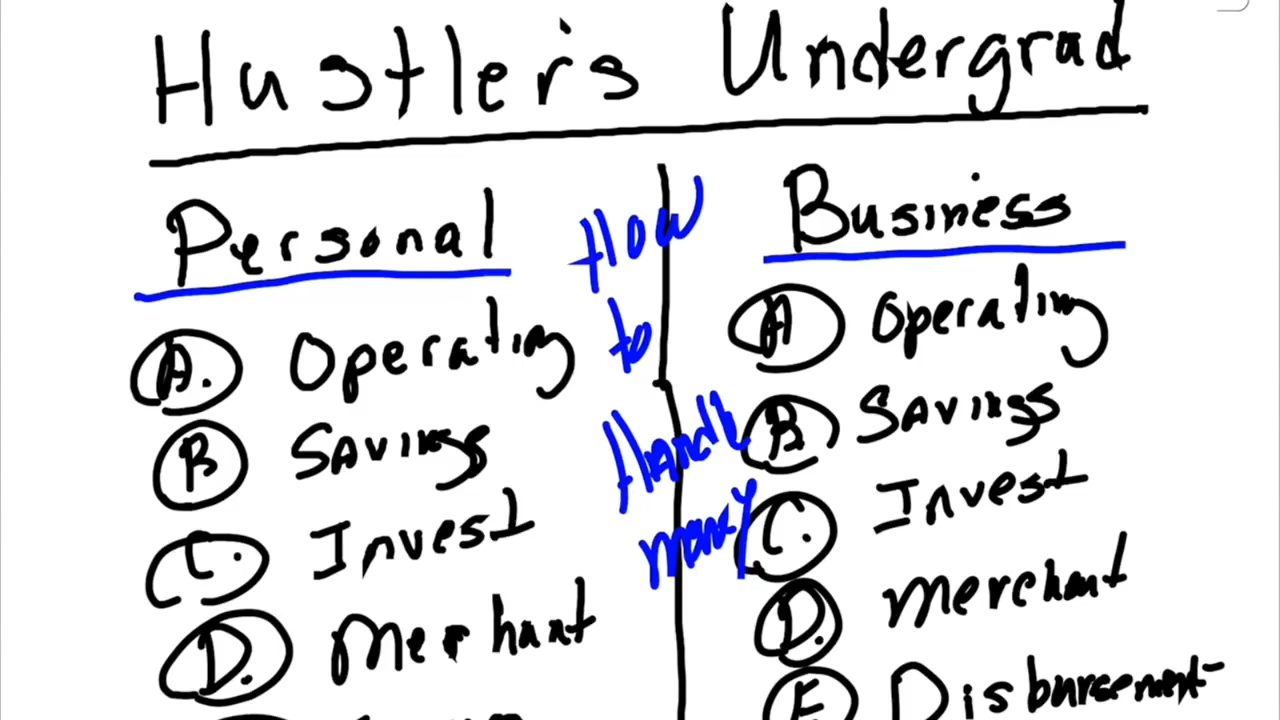 Hustler's Undergrad
Personal
How
to
Handle
money
Business
A. Operating
B Savings
C. Invest
D. Merchant
A Operating
B Savings
C. Invest
D. Merchant
E Disbursement